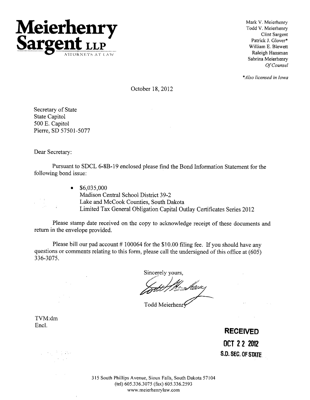 Meierhenry
Sargent LLP
ATTORNEYS AT LAW
Mark V. Meierhenry
Todd V. Meierhenry
Clint Sargent
Patrick J. Glover*
William E. Blewett
Raleigh Hansman
Sabrina Meierhenry
Of Counsel
*Also licensed in Iowa
October 18, 2012
Secretary of State
State Capitol
500 E. Capitol
Pierre, SD 57501-5077
Dear Secretary:
Pursuant to SDCL 6-8B-19 enclosed please find the Bond Information Statement for the
following bond issue:
• $6,035,000
Madison Central School District 39-2
Lake and McCook Counties, South Dakota
Limited Tax General Obligation Capital Outlay Certificates Series 2012
Please stamp date received on the copy to acknowledge receipt of these documents and
return in the envelope provided.
Please bill our pad account # 100064 for the $10.00 filing fee. If you should have any
questions or comments relating to this form, please call the undersigned of this office at (605)
336-3075.
Sincerely yours,
Todd Meierhenry
TVM:dm
Encl.
RECEIVED
OCT 22 2012
S.D. SEC. OF STATE
315 South Phillips Avenue, Sioux Falls, South Dakota 57104
(tel) 605.336.3075 (fax) 605.336.2593
www.meierhenrylaw.com